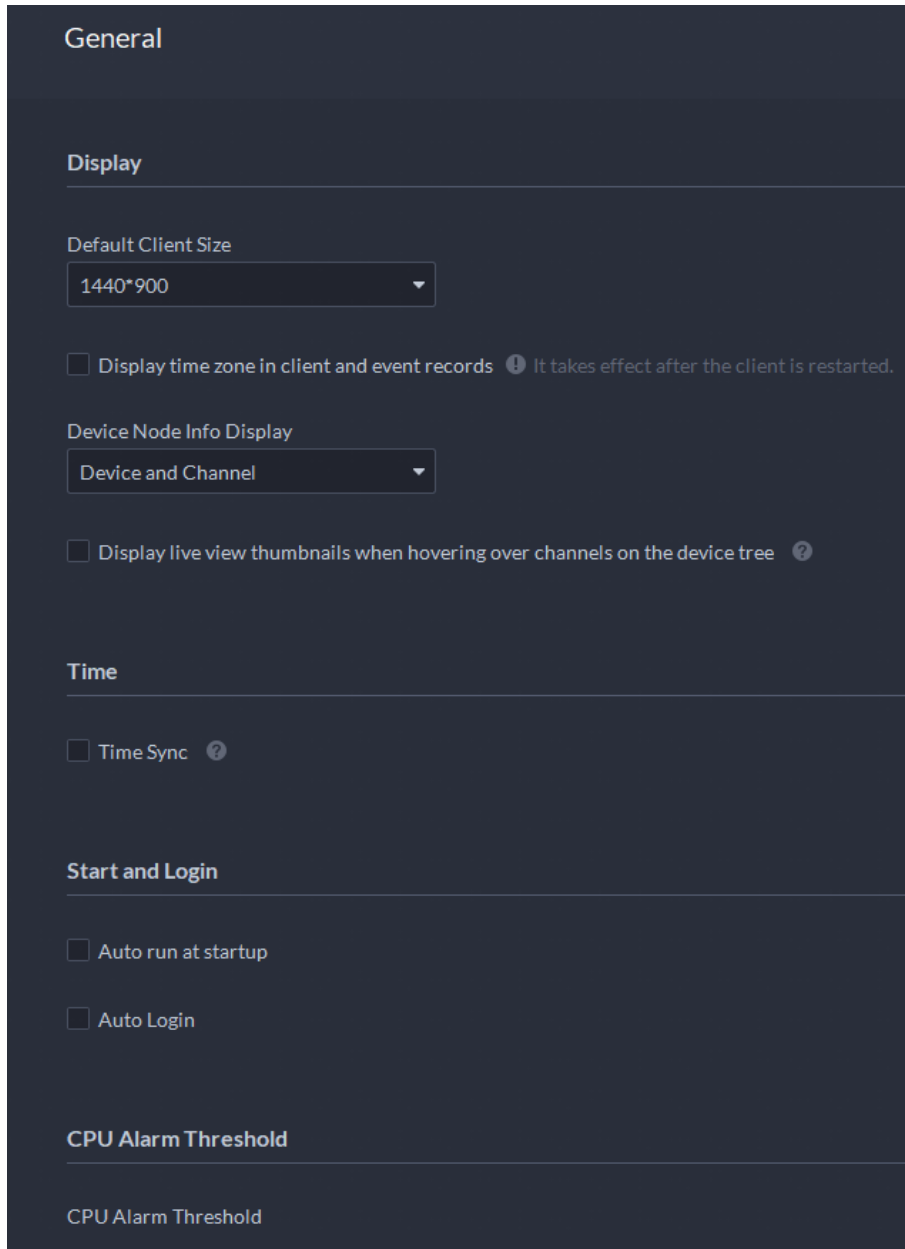 General
Display
Default Client Size
1440*900
Display time zone in client and event records It takes effect after the client is restarted.
Device Node Info Display
Device and Channel
Display live view thumbnails when hovering over channels on the device tree
Time
Time Sync
Start and Login
Auto run at startup
Auto Login
CPU Alarm Threshold
CPU Alarm Threshold